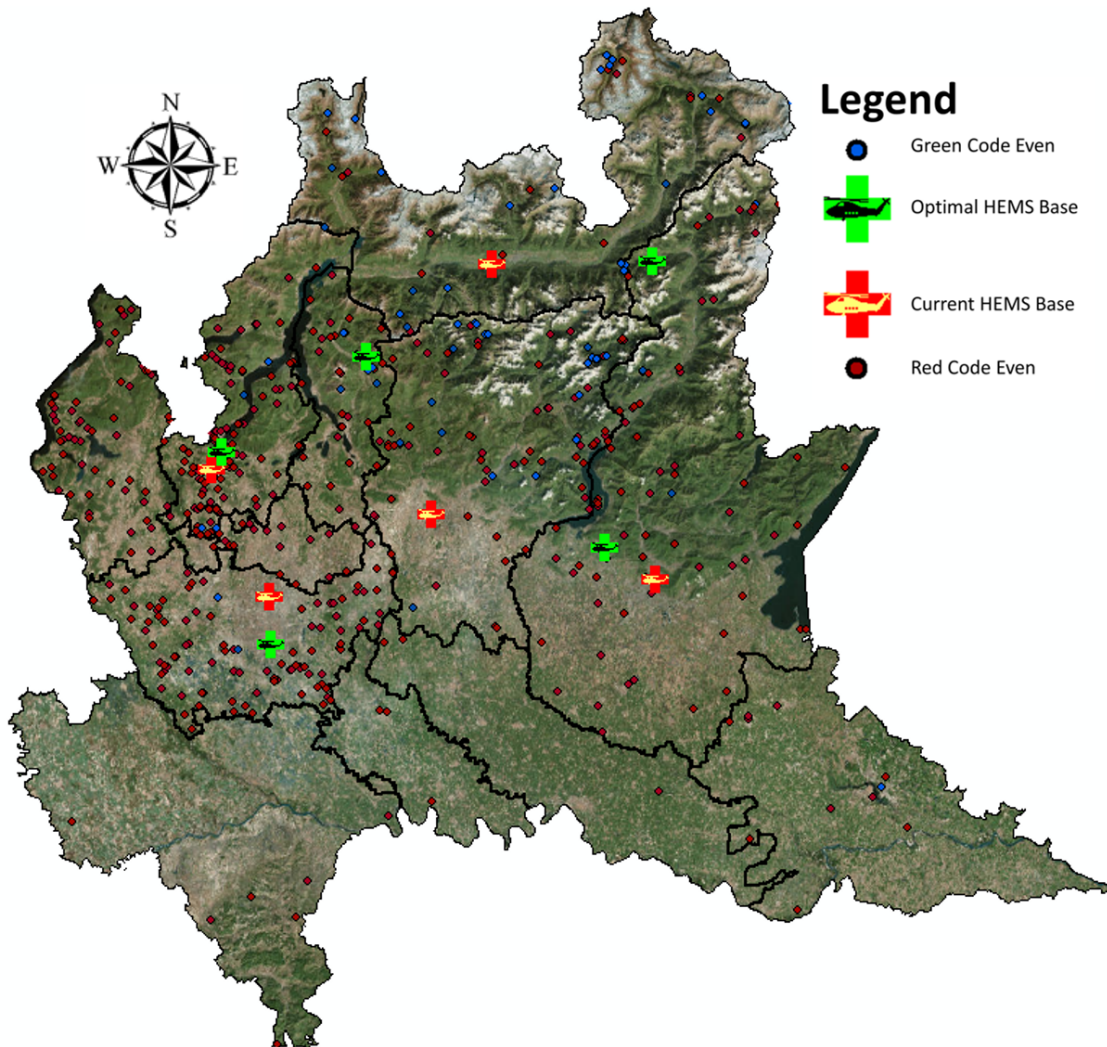 N
W
E
S
Legend
Green Code Even
Optimal HEMS Base
Current HEMS Base
Red Code Even